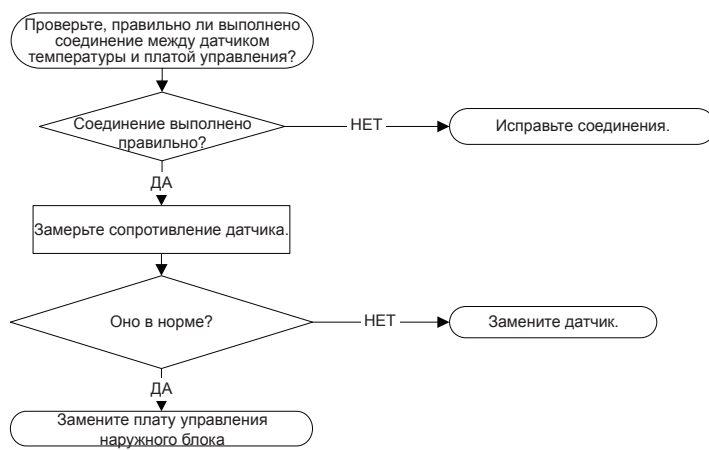 Проверьте, правильно ли выполнено
соединение между датчиком
температуры и платой управления?
Соединение выполнено
правильно?
НЕТ
Исправьте соединения.
ДА
Замерьте сопротивление датчика.
Оно в норме?
НЕТ
Замените датчик.
ДА
Замените плату управления
наружного блока